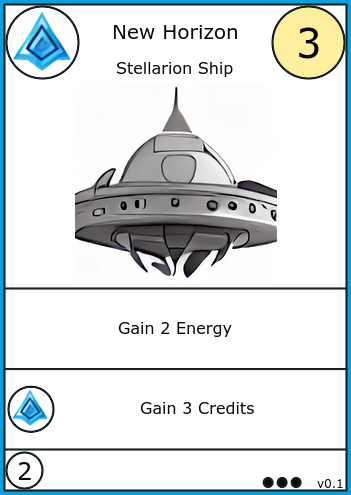 New Horizon
3
Stellarion Ship
Gain 2 Energy
Gain 3 Credits
2
v0.1